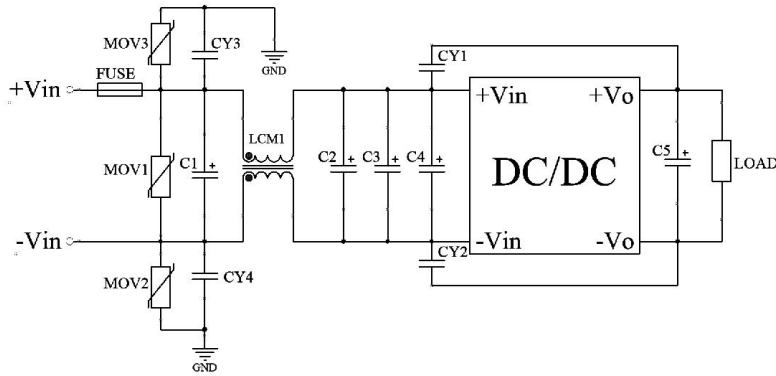 MOV3
CY3
GND
FUSE
+Vin
CY1
+Vin
+Vo
LCM1
MOV1
C1
+
C2
+
C3
+
C4
+
DC/DC
C5
+
LOAD
-Vin
-Vin
-Vo
CY2
MOV2
CY4
GND